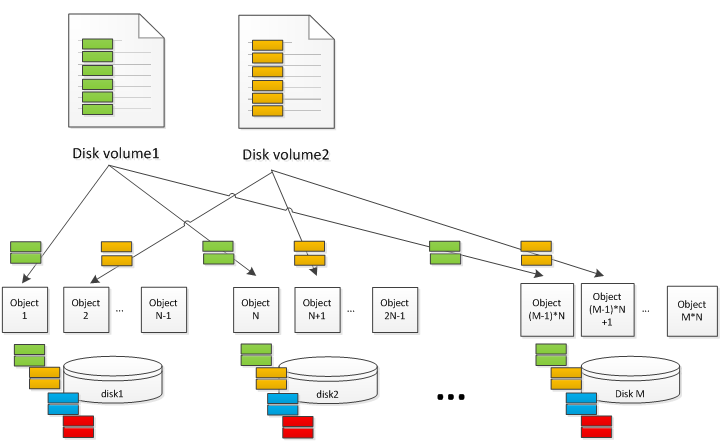 Disk volume1
Disk volume2
Object
1
Object
2
...
Object
N-1
Object
N
Object
N+1
...
Object
2N-1
Object
(M-1)*N
Object
(M-1)*N
+1
...
Object
M*N
disk1
disk2
...
Disk M